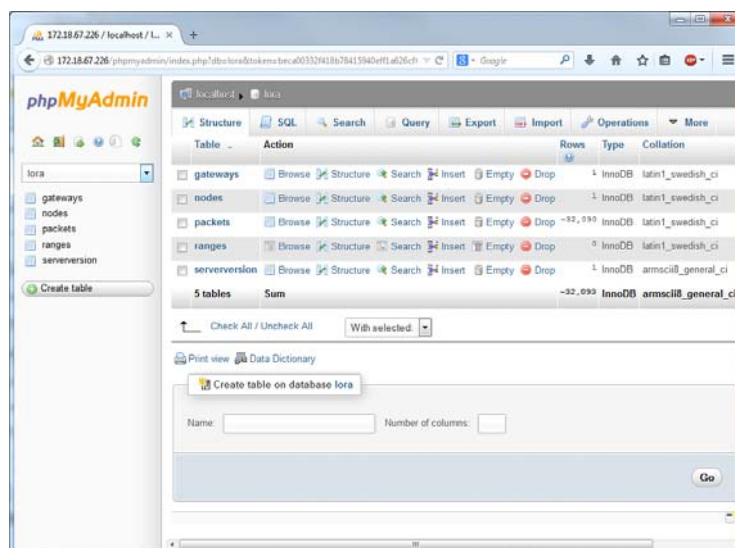 172.18.67.226 / localhost / l...
172.18.67.226/phpmyadmin/index.php?db=lora&token=
Google
phpMyAdmin
lora
gateways
nodes
packets
ranges
serverversion
Create table
localhost
lora
Structure SQL Search Query Export Import Operations More
Table Action Rows Type Collation
gateways Browse Structure Search Insert Empty Drop 1 InnoDB latin1_swedish_ci
nodes Browse Structure Search Insert Empty Drop 1 InnoDB latin1_swedish_ci
packets Browse Structure Search Insert Empty Drop ~32,090 InnoDB latin1_swedish_ci
ranges Browse Structure Search Insert Empty Drop 0 InnoDB latin1_swedish_ci
serverversion Browse Structure Search Insert Empty Drop 1 InnoDB armscii8_general_ci
5 tables Sum ~32,093 InnoDB armscii8_general_ci
Check All / Uncheck All With selected:
Print view Data Dictionary
Create table on database lora
Name: Number of columns:
Go